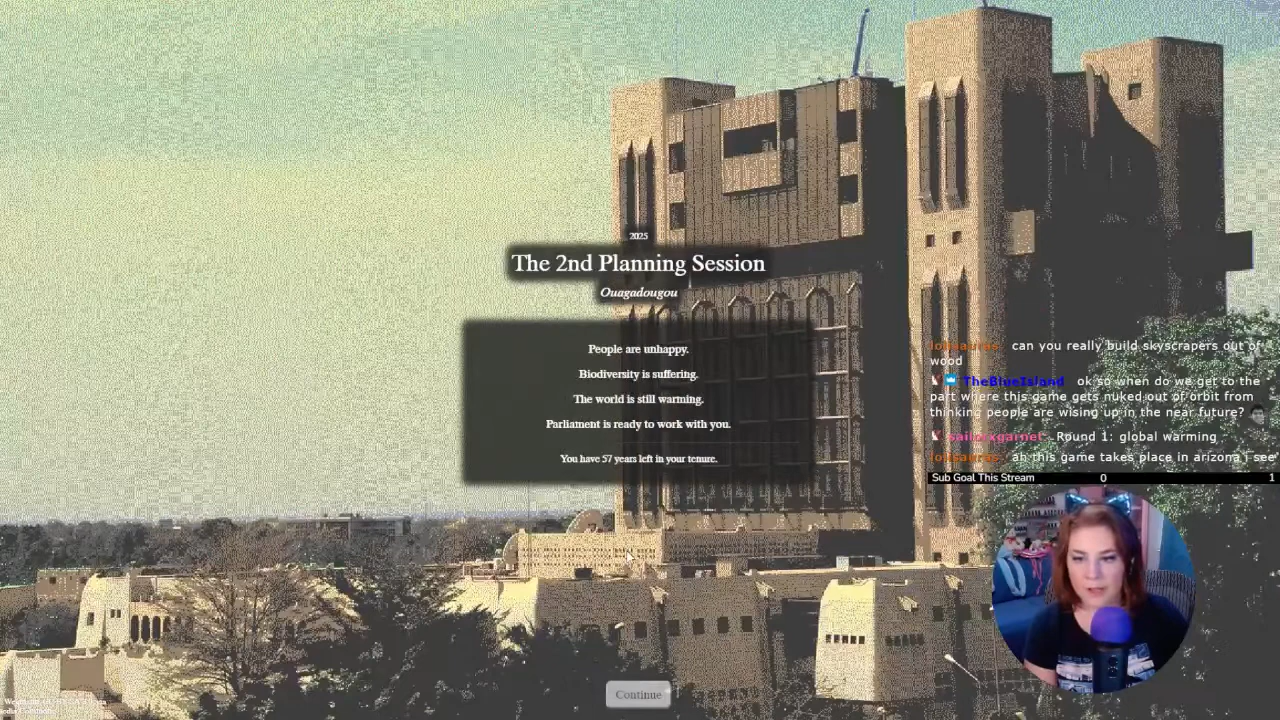 2025
The 2nd Planning Session
Ouagadougou
People are unhappy.
Biodiversity is suffering.
The world is still warming.
Parliament is ready to work with you.
You have 57 years left in your tenure.
Continue
can you really build skyscrapers out of
wood
TheBlueIsland ok so when do we get to the
part where this game gets nuked out of orbit from
thinking people are wising up in the near future?
sailorxgarnet Round 1: global warming
ah this game takes place in arizona i see
Sub Goal This Stream 0 1